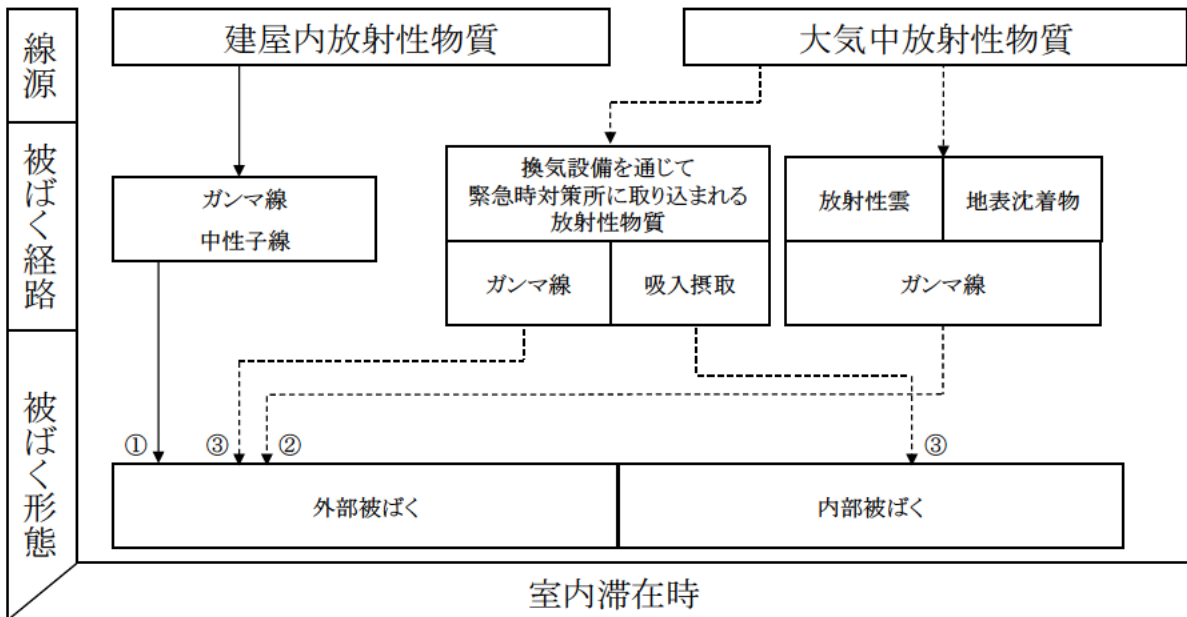 線源
建屋内放射性物質
大気中放射性物質
被ばく経路
ガンマ線
中性子線
換気設備を通じて
緊急時対策所に取り込まれる
放射性物質
ガンマ線
吸入摂取
放射性雲
地表沈着物
ガンマ線
被ばく形態
①
③
②
③
外部被ばく
内部被ばく
室内滞在時